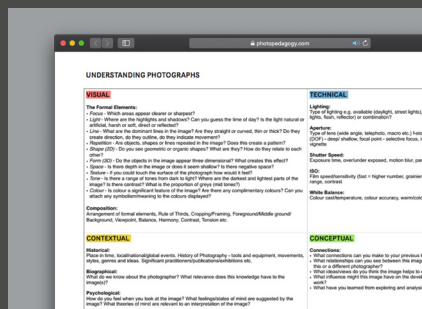 photopedagogy.com
UNDERSTANDING PHOTOGRAPHS
VISUAL
The Formal Elements:
• Focus - Which areas appear clearer or sharpest?
• Light - Where are the highlights and shadows? Can you guess the time of day? Is the light natural or
artificial, harsh or soft, direct or reflected?
• Line - What are the dominant lines in the image? Are they straight or curved, thin or thick? Do they
create direction, do they outline, do they indicate movement?
• Repetition - Are objects, shapes or lines repeated in the image? Does this create a pattern?
• Shape (2D) - Do you see geometric or organic shapes? What are they? How do they relate to each
other?
• Form (3D) - Do the objects in the image appear three dimensional? What creates this effect?
• Space - Is there depth in the image or does it seem shallow? Is there negative space?
• Texture - if you could touch the surface of the photograph how would it feel?
• Tone - Is there a range of tones from dark to light? Where are the darkest and lightest parts of the
image? Is there contrast? What is the proportion of greys (mid tones?)
• Colour - Is colour a significant feature of the image? Are there complimentary colours? Can you
attach any symbolism/meaning to the colours displayed?
Composition:
Arrangement of formal elements, Rule of Thirds, Cropping/Framing, Foreground/Middle ground/
Background, Viewpoint, Balance, Harmony, Contrast, Tension etc.
TECHNICAL
Lighting:
Type of lighting e.g. available (daylight, street lights),
lights, flash, reflector) or combination?
Aperture:
Type of lens (wide angle, telephoto, macro etc.)
(DOF) - deep/ shallow, focal point - selective focus,
vignette
Shutter Speed:
Exposure time, over/under exposed, motion blur,
ISO:
Film speed/sensitivity (fast = higher number, grainier
range, contrast
White Balance:
Colour cast/temperature, colour accuracy,
CONTEXTUAL
Historical:
Place in time, local/national/global events. History of Photography - tools and equipment, movements,
styles, genres and ideas. Significant practitioners/publications/exhibitions etc.
Biographical:
What do we know about the photographer? What relevance does this knowledge have to the
image(s)?
Psychological:
How do you feel when you look at the image? What feelings/states of mind are suggested by the
image? What theories of mind are relevant to an interpretation of the image?
CONCEPTUAL
Connections:
• What connections can you make to your previous
• What relationships can you see between this
this or a different photographer?
• What ideas/views do you think the image helps to
• What influence might this image have on the
work?
• What have you learned from exploring and